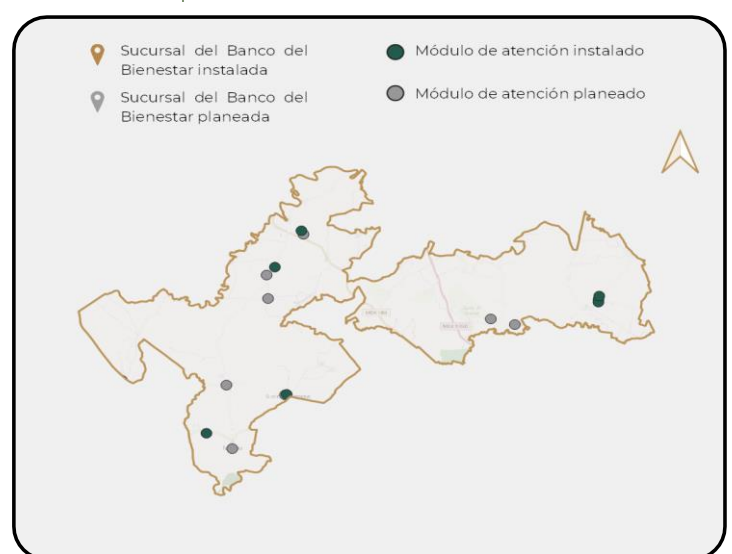 Sucursal del Banco del
Bienestar instalada
Sucursal del Banco del
Bienestar planeada
Módulo de atención instalado
Módulo de atención planeado